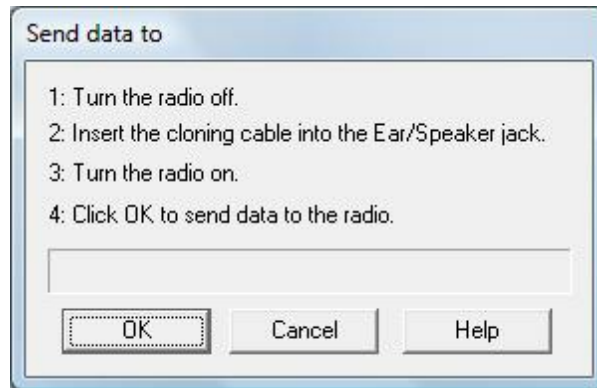 Send data to
1: Turn the radio off.
2: Insert the cloning cable into the Ear/Speaker jack.
3: Turn the radio on.
4: Click OK to send data to the radio.
OK Cancel Help